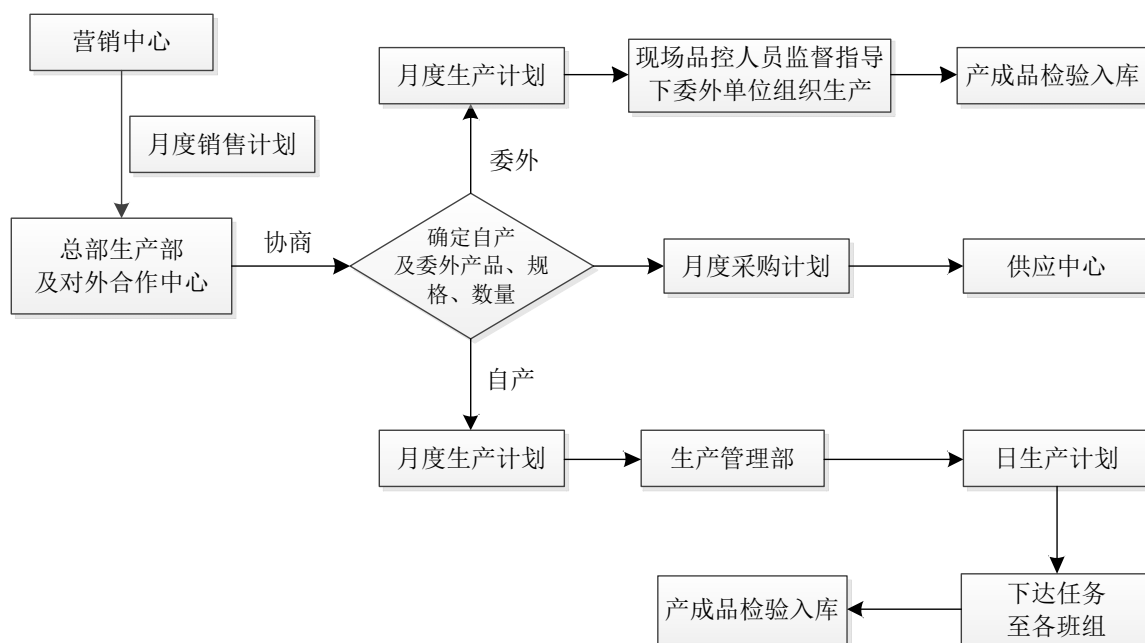 营销中心
月度销售计划
总部生产部
及对外合作中心
协商
确定自产
及委外产品、规
格、数量
委外
月度生产计划
现场品控人员监督指导
下委外单位组织生产
产成品检验入库
月度采购计划
供应中心
自产
月度生产计划
生产管理部
日生产计划
下达任务
至各班组
产成品检验入库